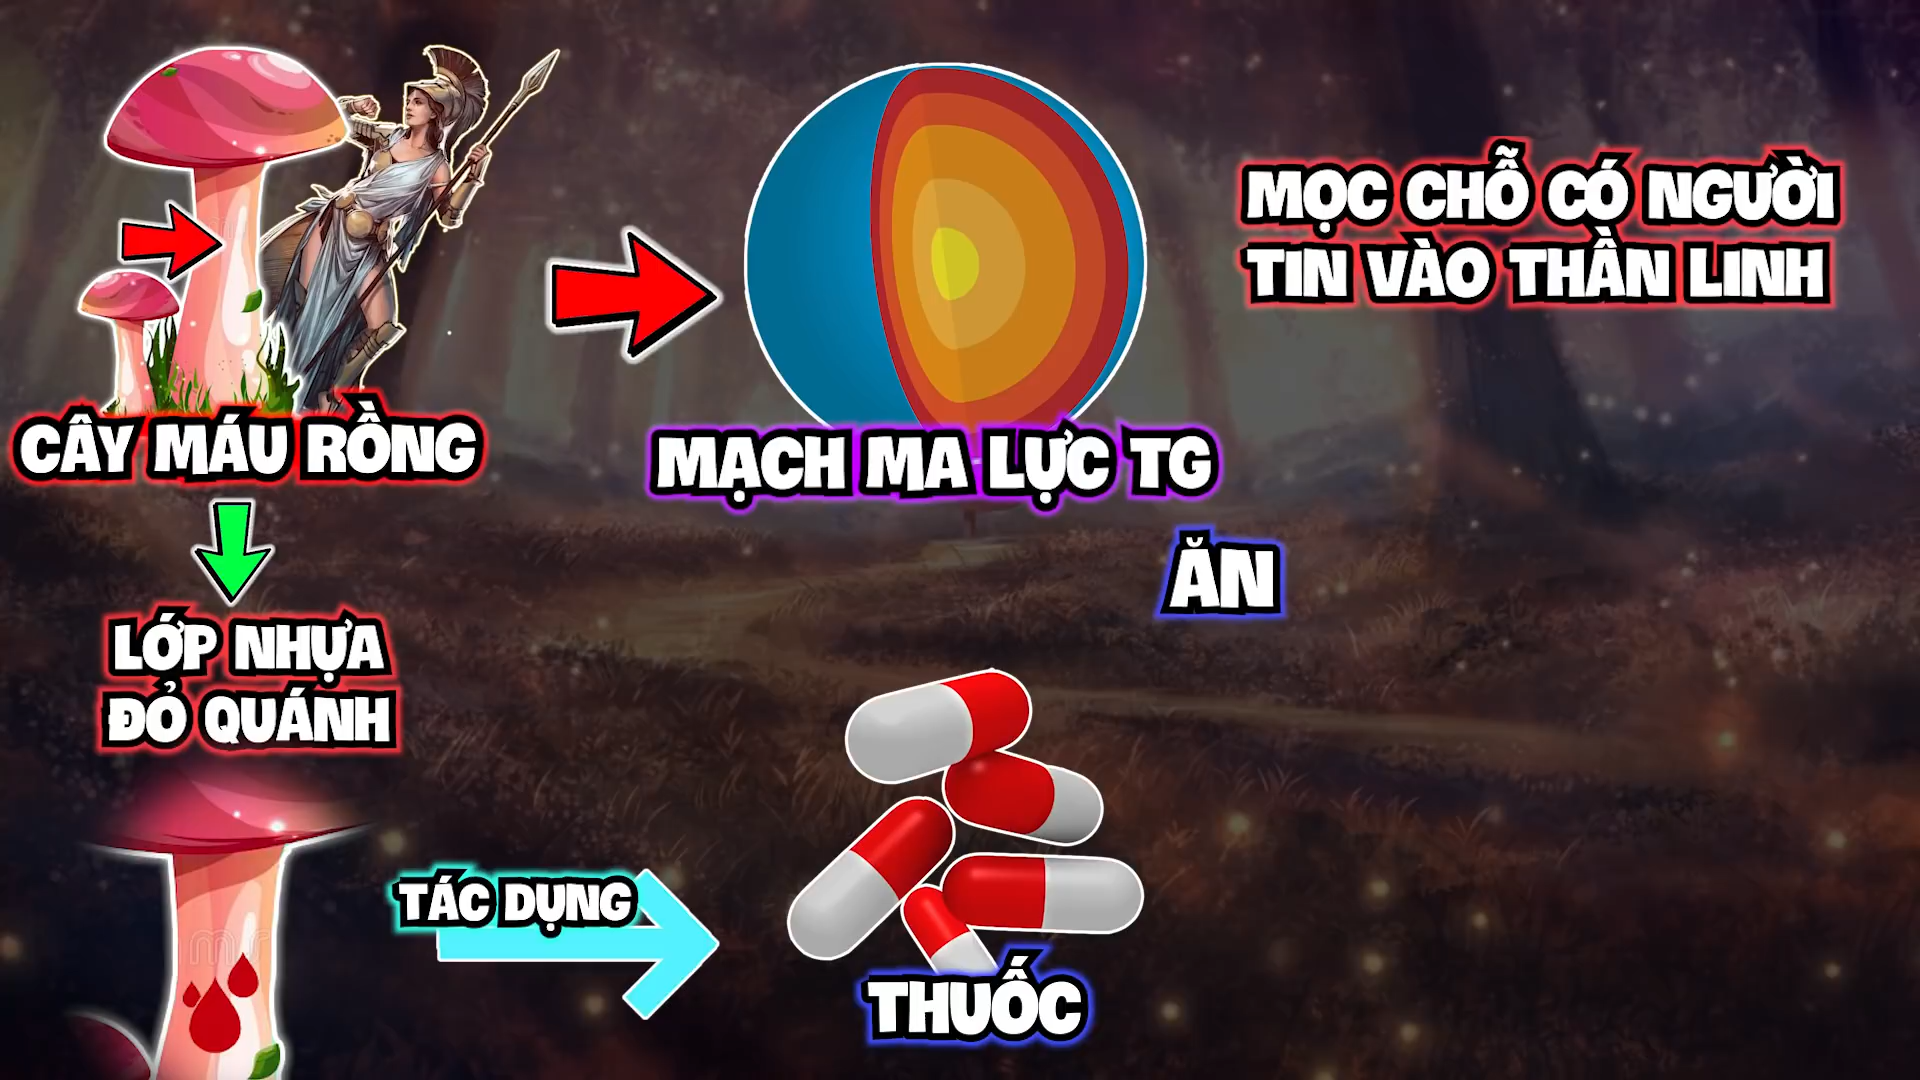 MỌC CHỖ CÓ NGƯỜI
TIN VÀO THẦN LINH
CÂY MÁU RỒNG
MẠCH MA LỰC TG
ĂN
LỚP NHỰA
ĐỎ QUÁNH
TÁC DỤNG
THUỐC